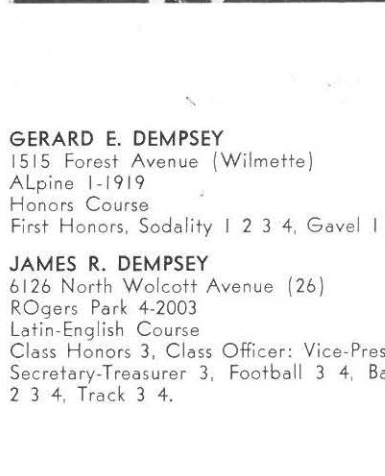 GERARD E. DEMPSEY
1515 Forest Avenue (Wilmette)
ALpine 1-1919
Honors Course
First Honors, Sodality 1 2 3 4, Gavel 1
JAMES R. DEMPSEY
6126 North Wolcott Avenue (26)
ROgers Park 4-2003
Latin-English Course
Class Honors 3, Class Officer: Vice-Pres
Secretary-Treasurer 3, Football 3 4, Ba
2 3 4, Track 3 4.